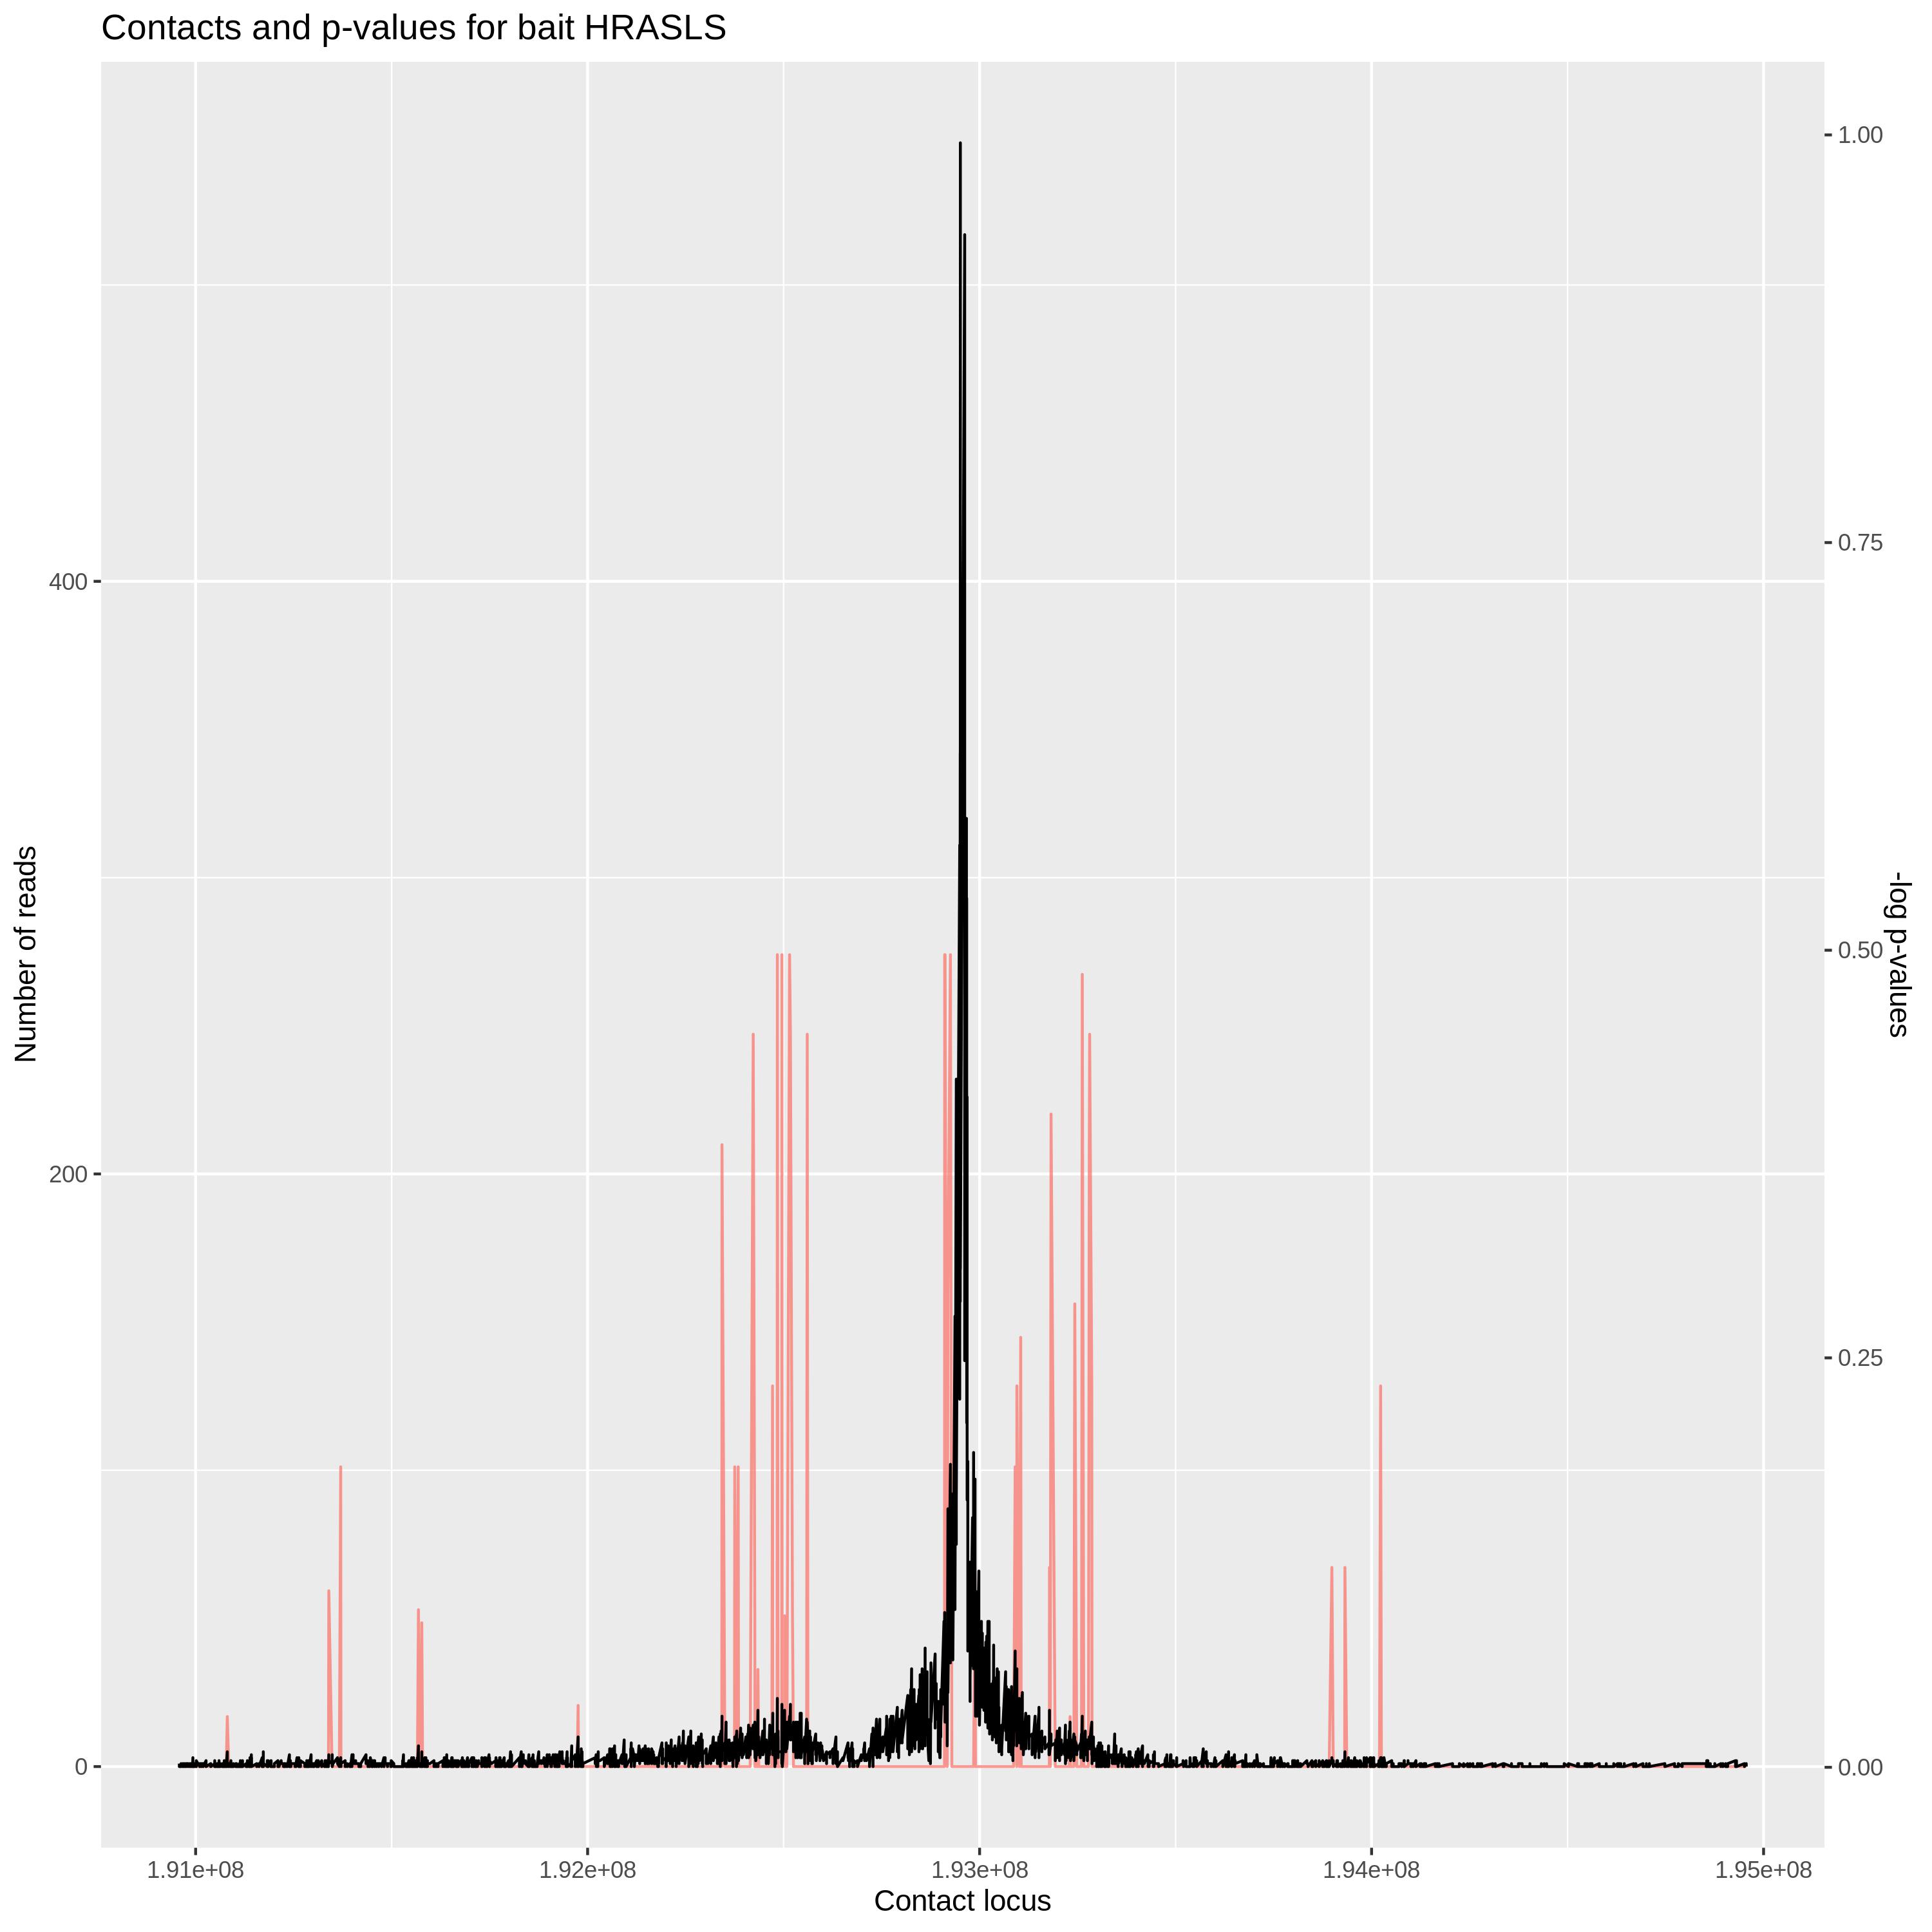 Contacts and p-values for bait HRASLS
Number of reads
400
200
0
1.00
0.75
0.50
0.25
0.00
-log p-values
1.91e+08
1.92e+08
1.93e+08
1.94e+08
1.95e+08
Contact locus